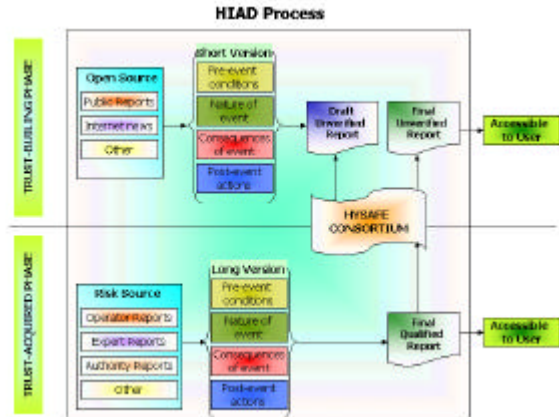 HIAD Process
TRUST-BUILDING PHASE
Open Source
Public Reports
Internet news
Other
Short Version
Pre-event
conditions
Nature of
event
Consequences
of event
Post-event
actions
Draft
Unverified
Report
Final
Unverified
Report
Accessible
to User
HYSAFE
CONSORTIUM
TRUST-ACQUIRED PHASE
Risk Source
Operator Reports
Expert Reports
Authority Reports
Other
Long Version
Pre-event
conditions
Nature of
event
Consequences
of event
Post-event
actions
Final
Qualified
Report
Accessible
to User